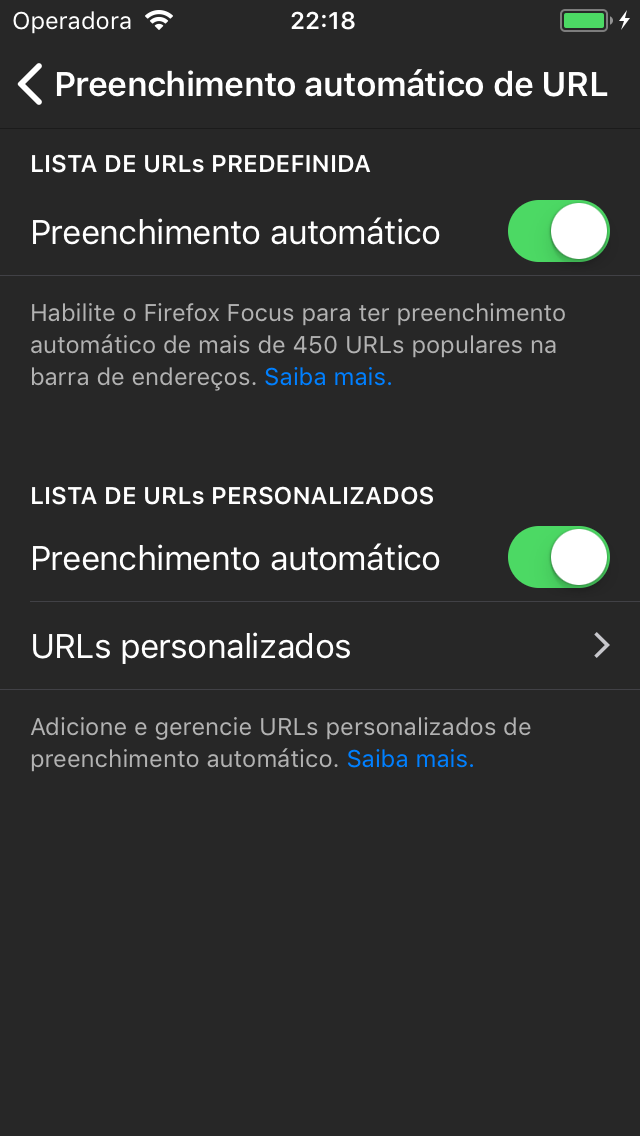 Operadora 22:18
Preenchimento automático de URL
LISTA DE URLs PREDEFINIDA
Preenchimento automático
Habilite o Firefox Focus para ter preenchimento
automático de mais de 450 URLs populares na
barra de endereços. Saiba mais.
LISTA DE URLs PERSONALIZADOS
Preenchimento automático
URLs personalizados
Adicione e gerencie URLs personalizados de
preenchimento automático. Saiba mais.